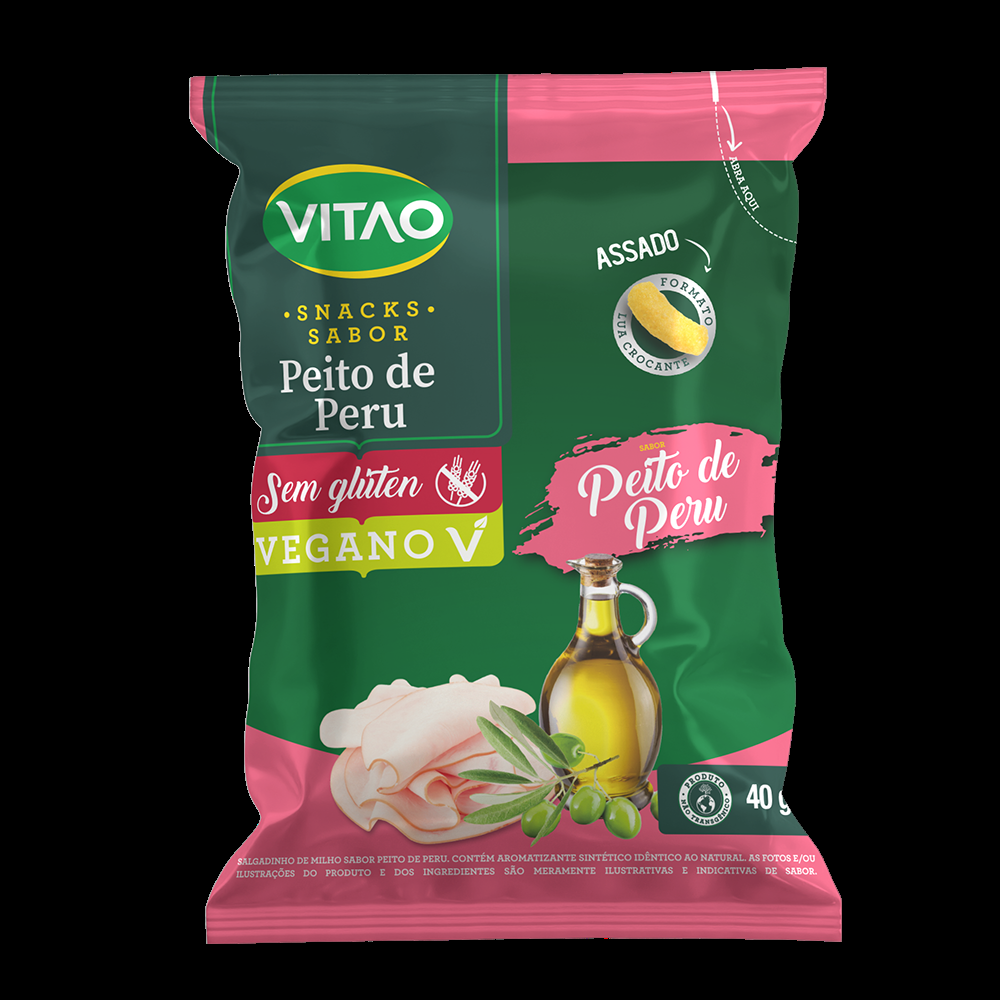 VITAO
•SNACKS•
SABOR
Peito de
Peru
Sem glúten
VEGANO V
ABRA AQUI
ASSADO
FORMATO
LUA CROCANTE
SABOR
Peito de
Peru
PRODUTO
NÃO TRANSGÊNICO
40 g
SALGADINHO DE MILHO SABOR PEITO DE PERU. CONTÉM AROMATIZANTE SINTÉTICO IDÊNTICO AO NATURAL. AS FOTOS E/OU
ILUSTRAÇÕES DO PRODUTO E DOS INGREDIENTES SÃO MERAMENTE ILUSTRATIVAS E INDICATIVAS DE SABOR.